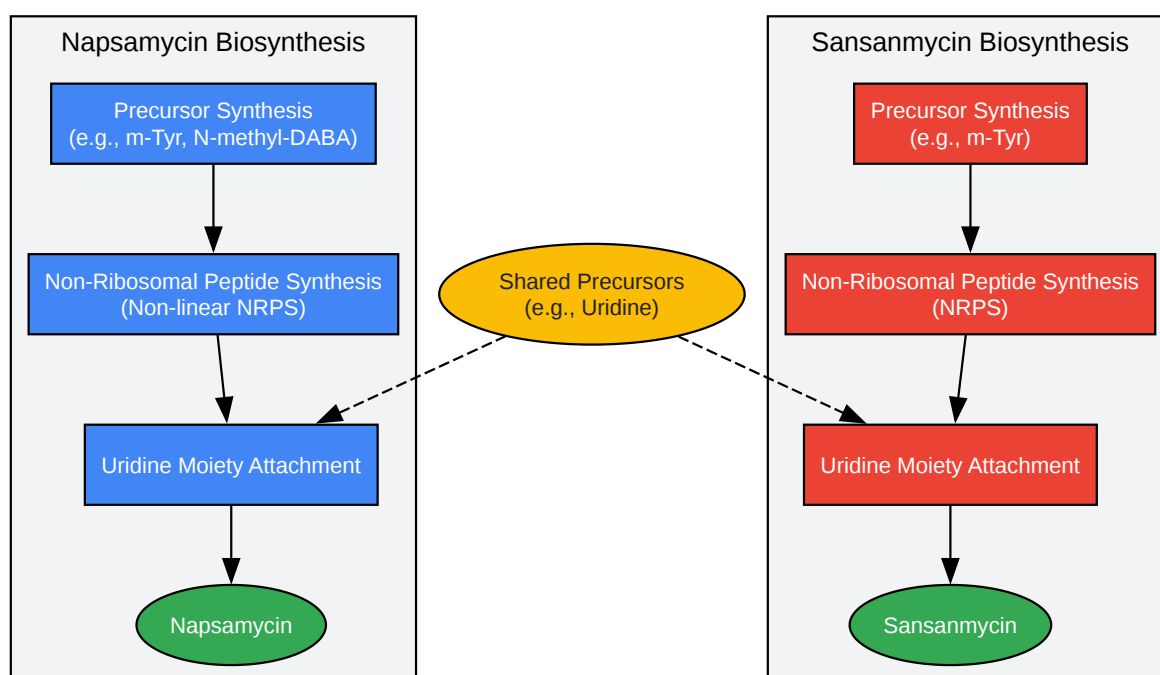 Napsamycin Biosynthesis
Precursor Synthesis
(e.g., m-Tyr, N-methyl-DABA)
Non-Ribosomal Peptide Synthesis
(Non-linear NRPS)
Uridine Moiety Attachment
Napsamycin
Shared Precursors
(e.g., Uridine)
Sansanmycin Biosynthesis
Precursor Synthesis
(e.g., m-Tyr)
Non-Ribosomal Peptide Synthesis
(NRPS)
Uridine Moiety Attachment
Sansanmycin